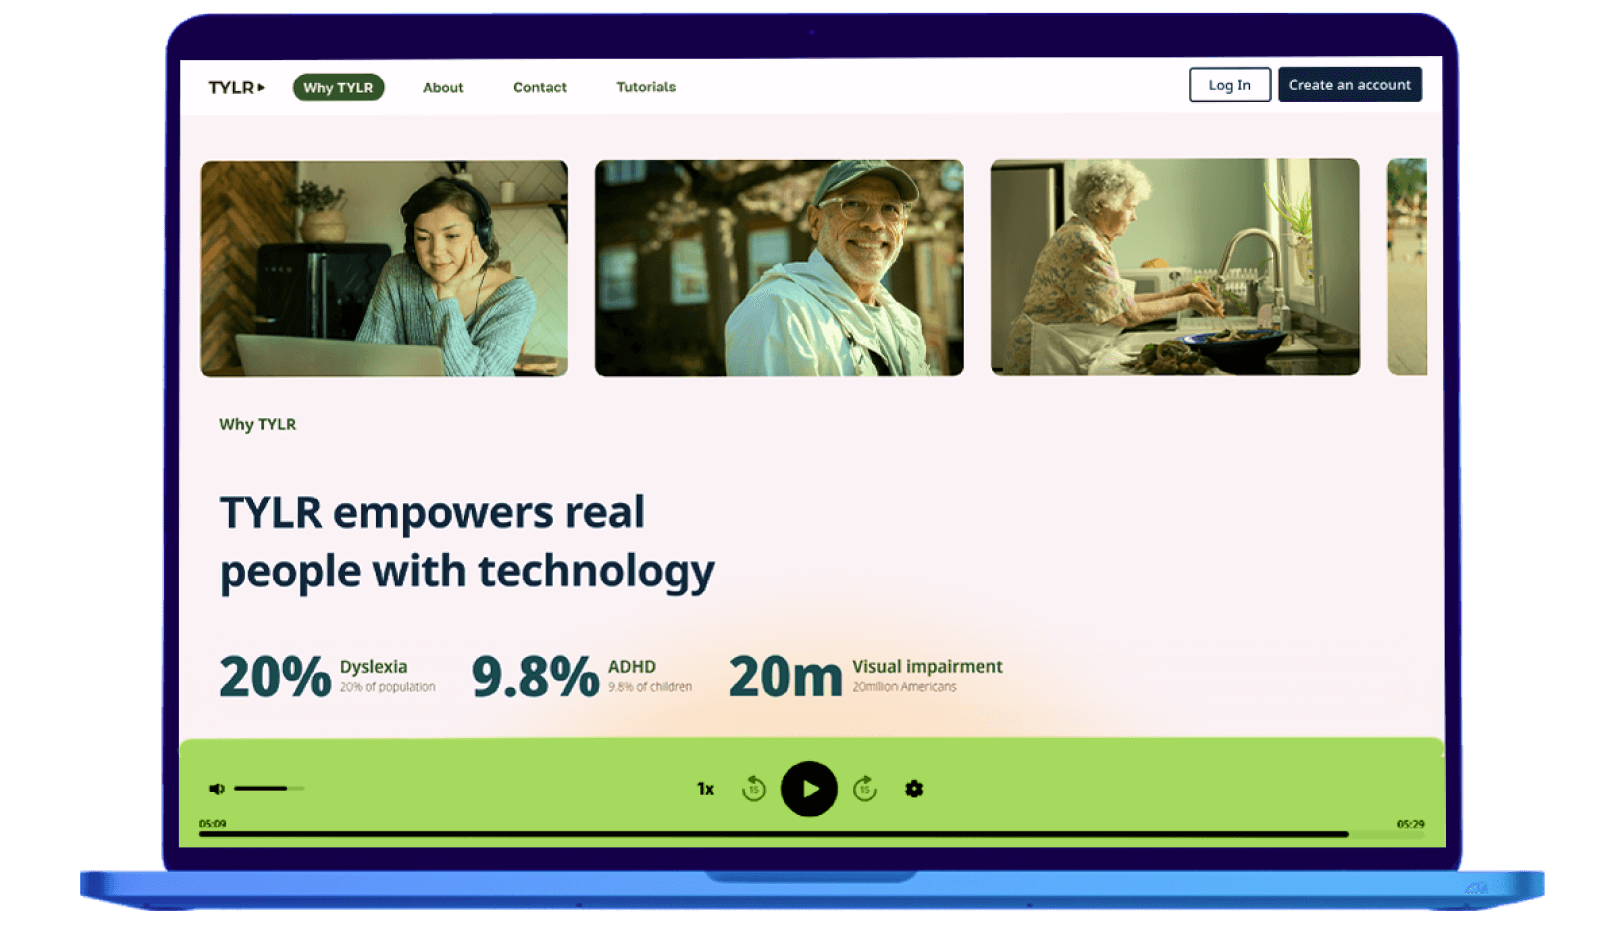 TYLR
Why TYLR
About
Contact
Tutorials
Log In
Create an account
Why TYLR
TYLR empowers real
people with technology
20%
Dyslexia
20% of population
9.8%
ADHD
9.8% of children
20m
Visual impairment
20million Americans
1x
15
15
05:09
05:29